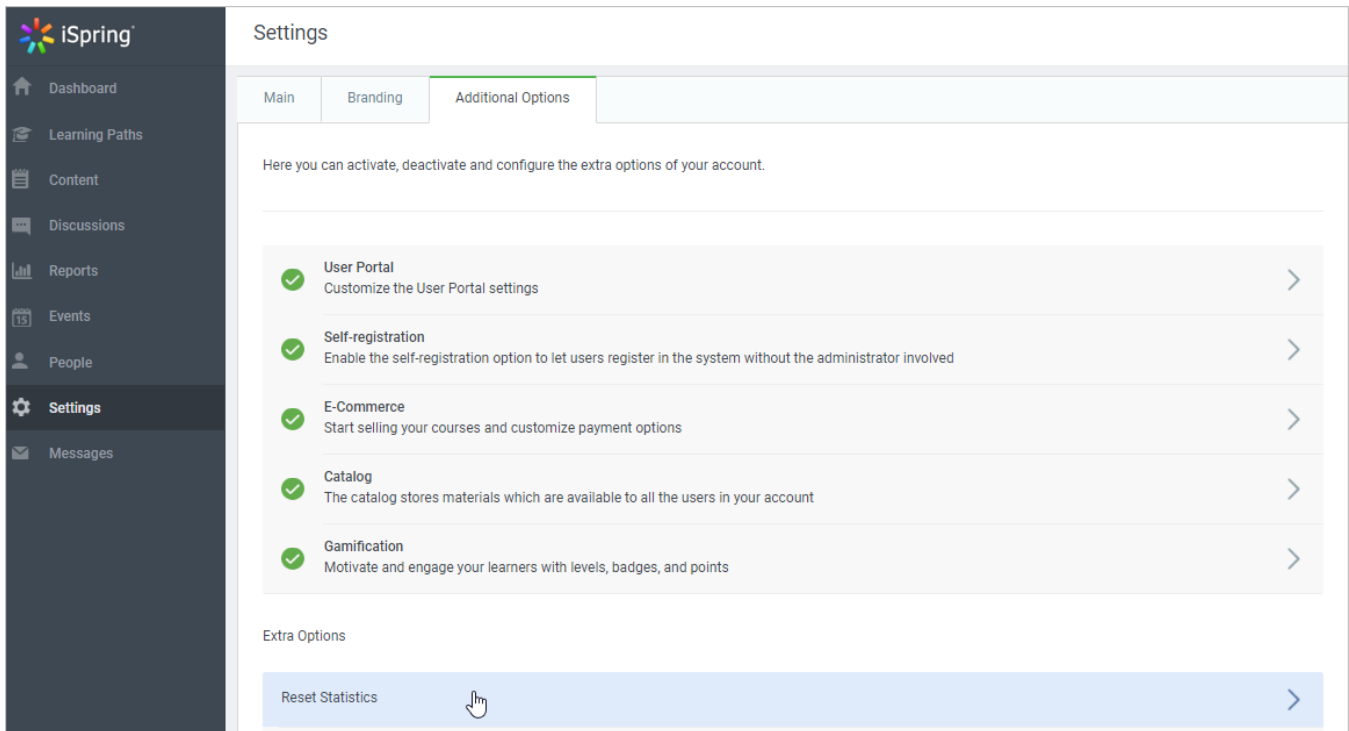 iSpring
Settings
Dashboard
Learning Paths
Content
Discussions
Reports
15
Events
People
Settings
Messages
Main
Branding
Additional Options
Here you can activate, deactivate and configure the extra options of your account.
User Portal
Customize the User Portal settings
Self-registration
Enable the self-registration option to let users register in the system without the administrator involved
E-Commerce
Start selling your courses and customize payment options
Catalog
The catalog stores materials which are available to all the users in your account
Gamification
Motivate and engage your learners with levels, badges, and points
Extra Options
Reset Statistics